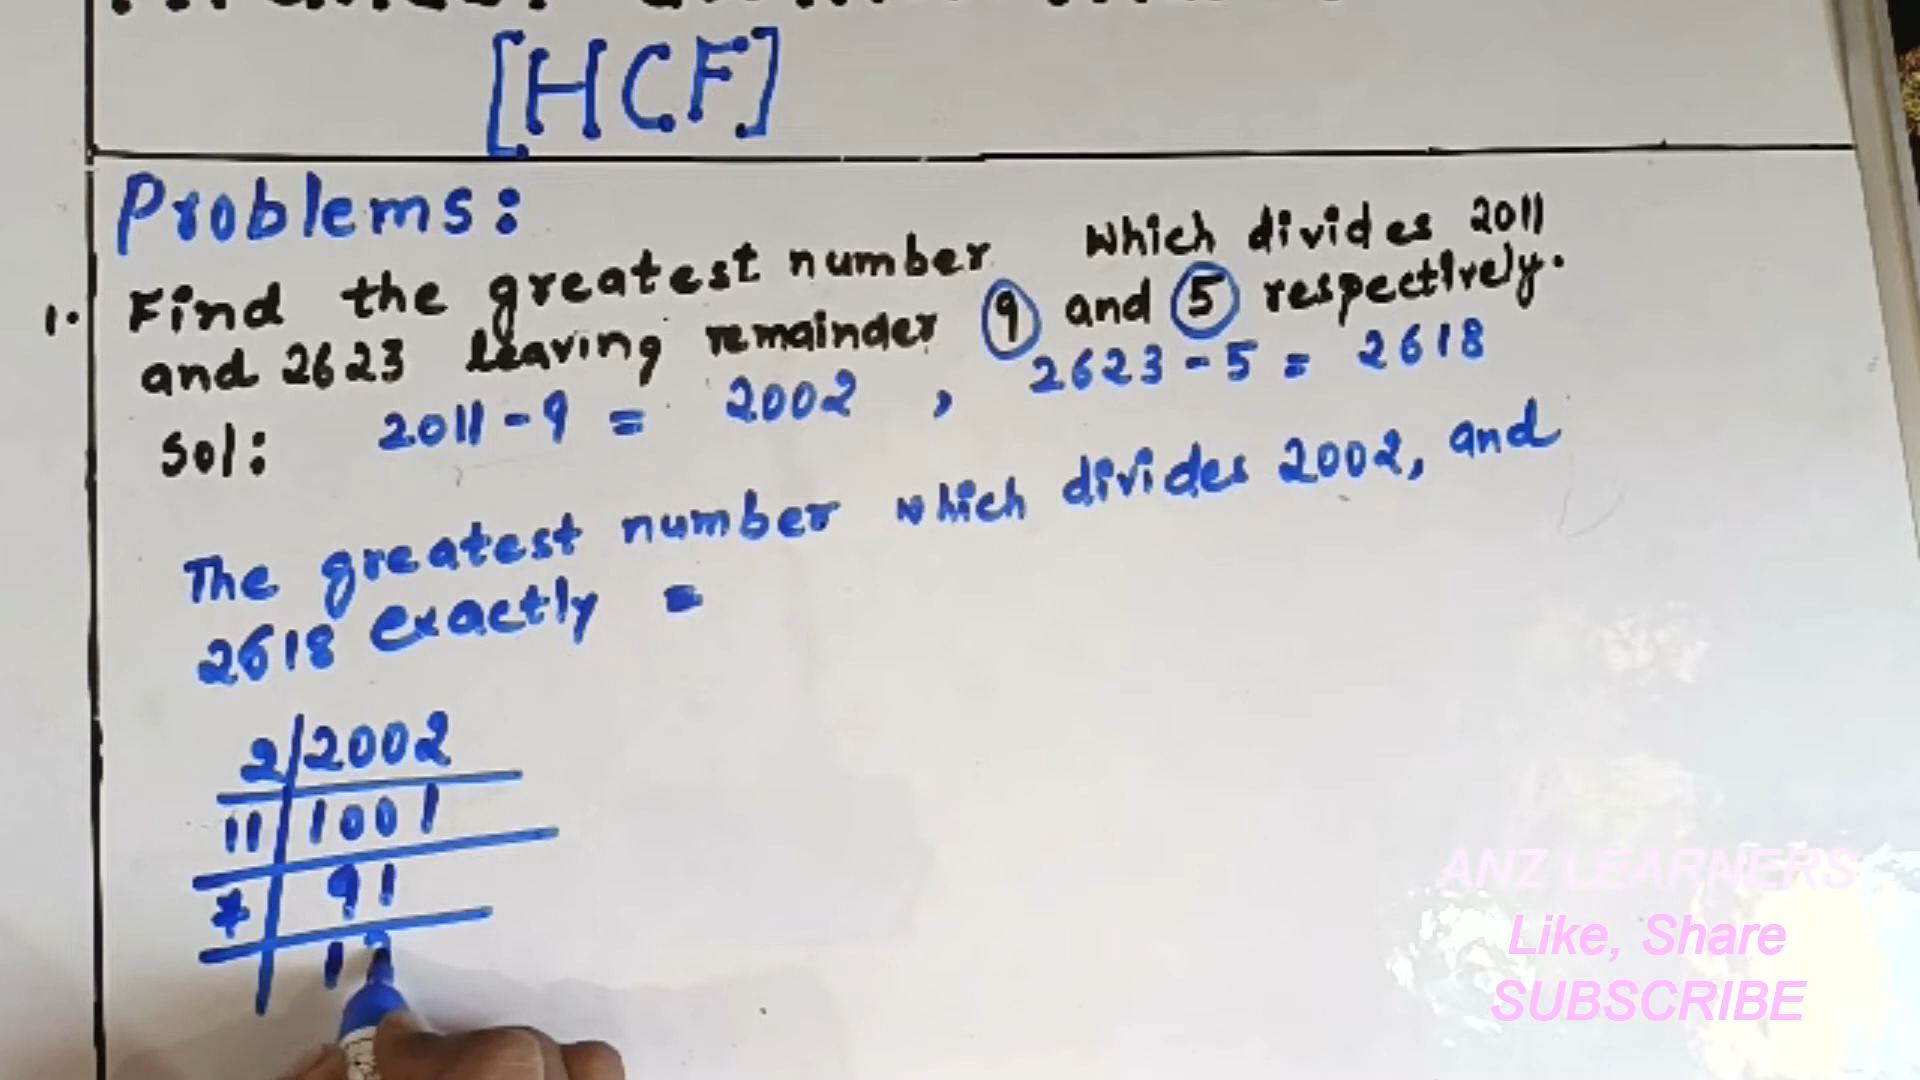 [HCF]
Problems:
1. Find the greatest number which divides 2011
and 2623 leaving remainder 9 and 5 respectively.
Sol: 2011 - 9 = 2002 , 2623 - 5 = 2618
The greatest number which divides 2002, and
2618 exactly =
2 2002
11 1001
7 91
13
ANZ LEARNERS
Like, Share
SUBSCRIBE